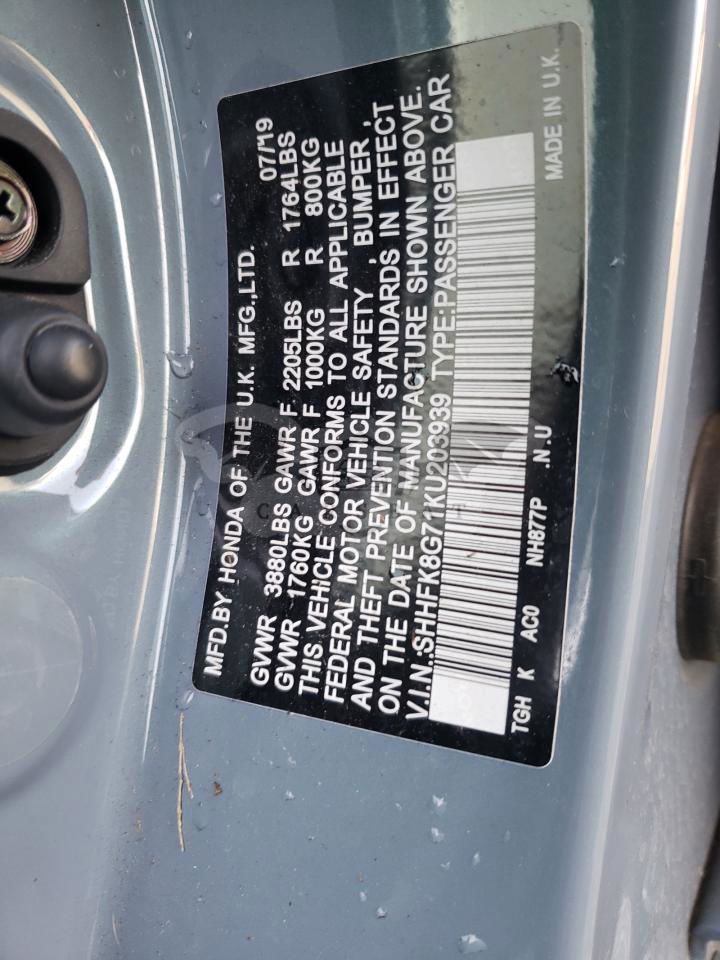 MFD.BY HONDA OF THE U.K. MFG.,LTD. 07/19
GVWR 3880LBS GAWR F 2205LBS R 1764LBS
GVWR 1760KG GAWR F 1000KG R 800KG
THIS VEHICLE CONFORMS TO ALL APPLICABLE
FEDERAL MOTOR VEHICLE SAFETY , BUMPER ,
AND THEFT PREVENTION STANDARDS IN EFFECT
ON THE DATE OF MANUFACTURE SHOWN ABOVE.
V.I.N.:SHHFK8G71KU203939 TYPE:PASSENGER CAR
TGH K AC0 NH877P .N.U MADE IN U.K.